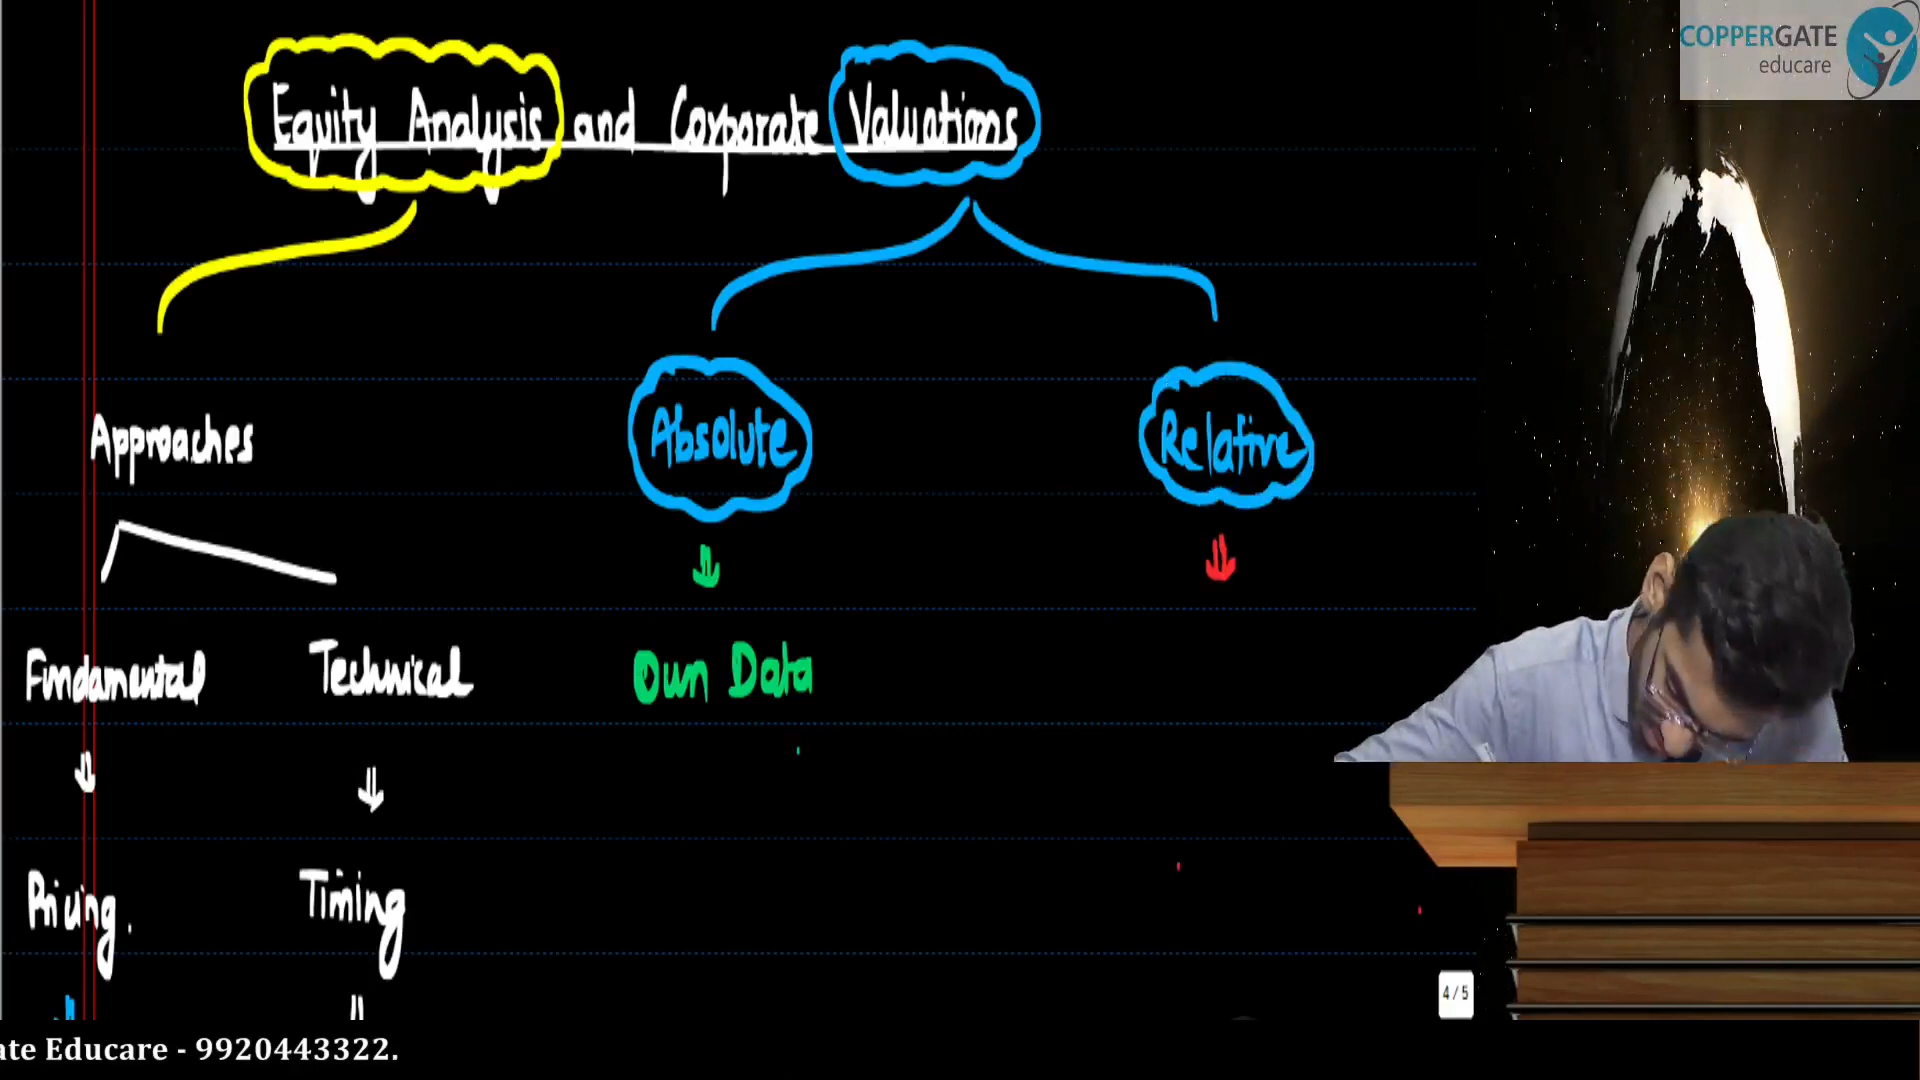 COPPERGATE
educare
Equity Analysis and Corporate Valuations
Approaches
Absolute
Relative
Fundamental
Technical
Own Data
Pricing.
Timing
4/5
ate Educare - 9920443322.